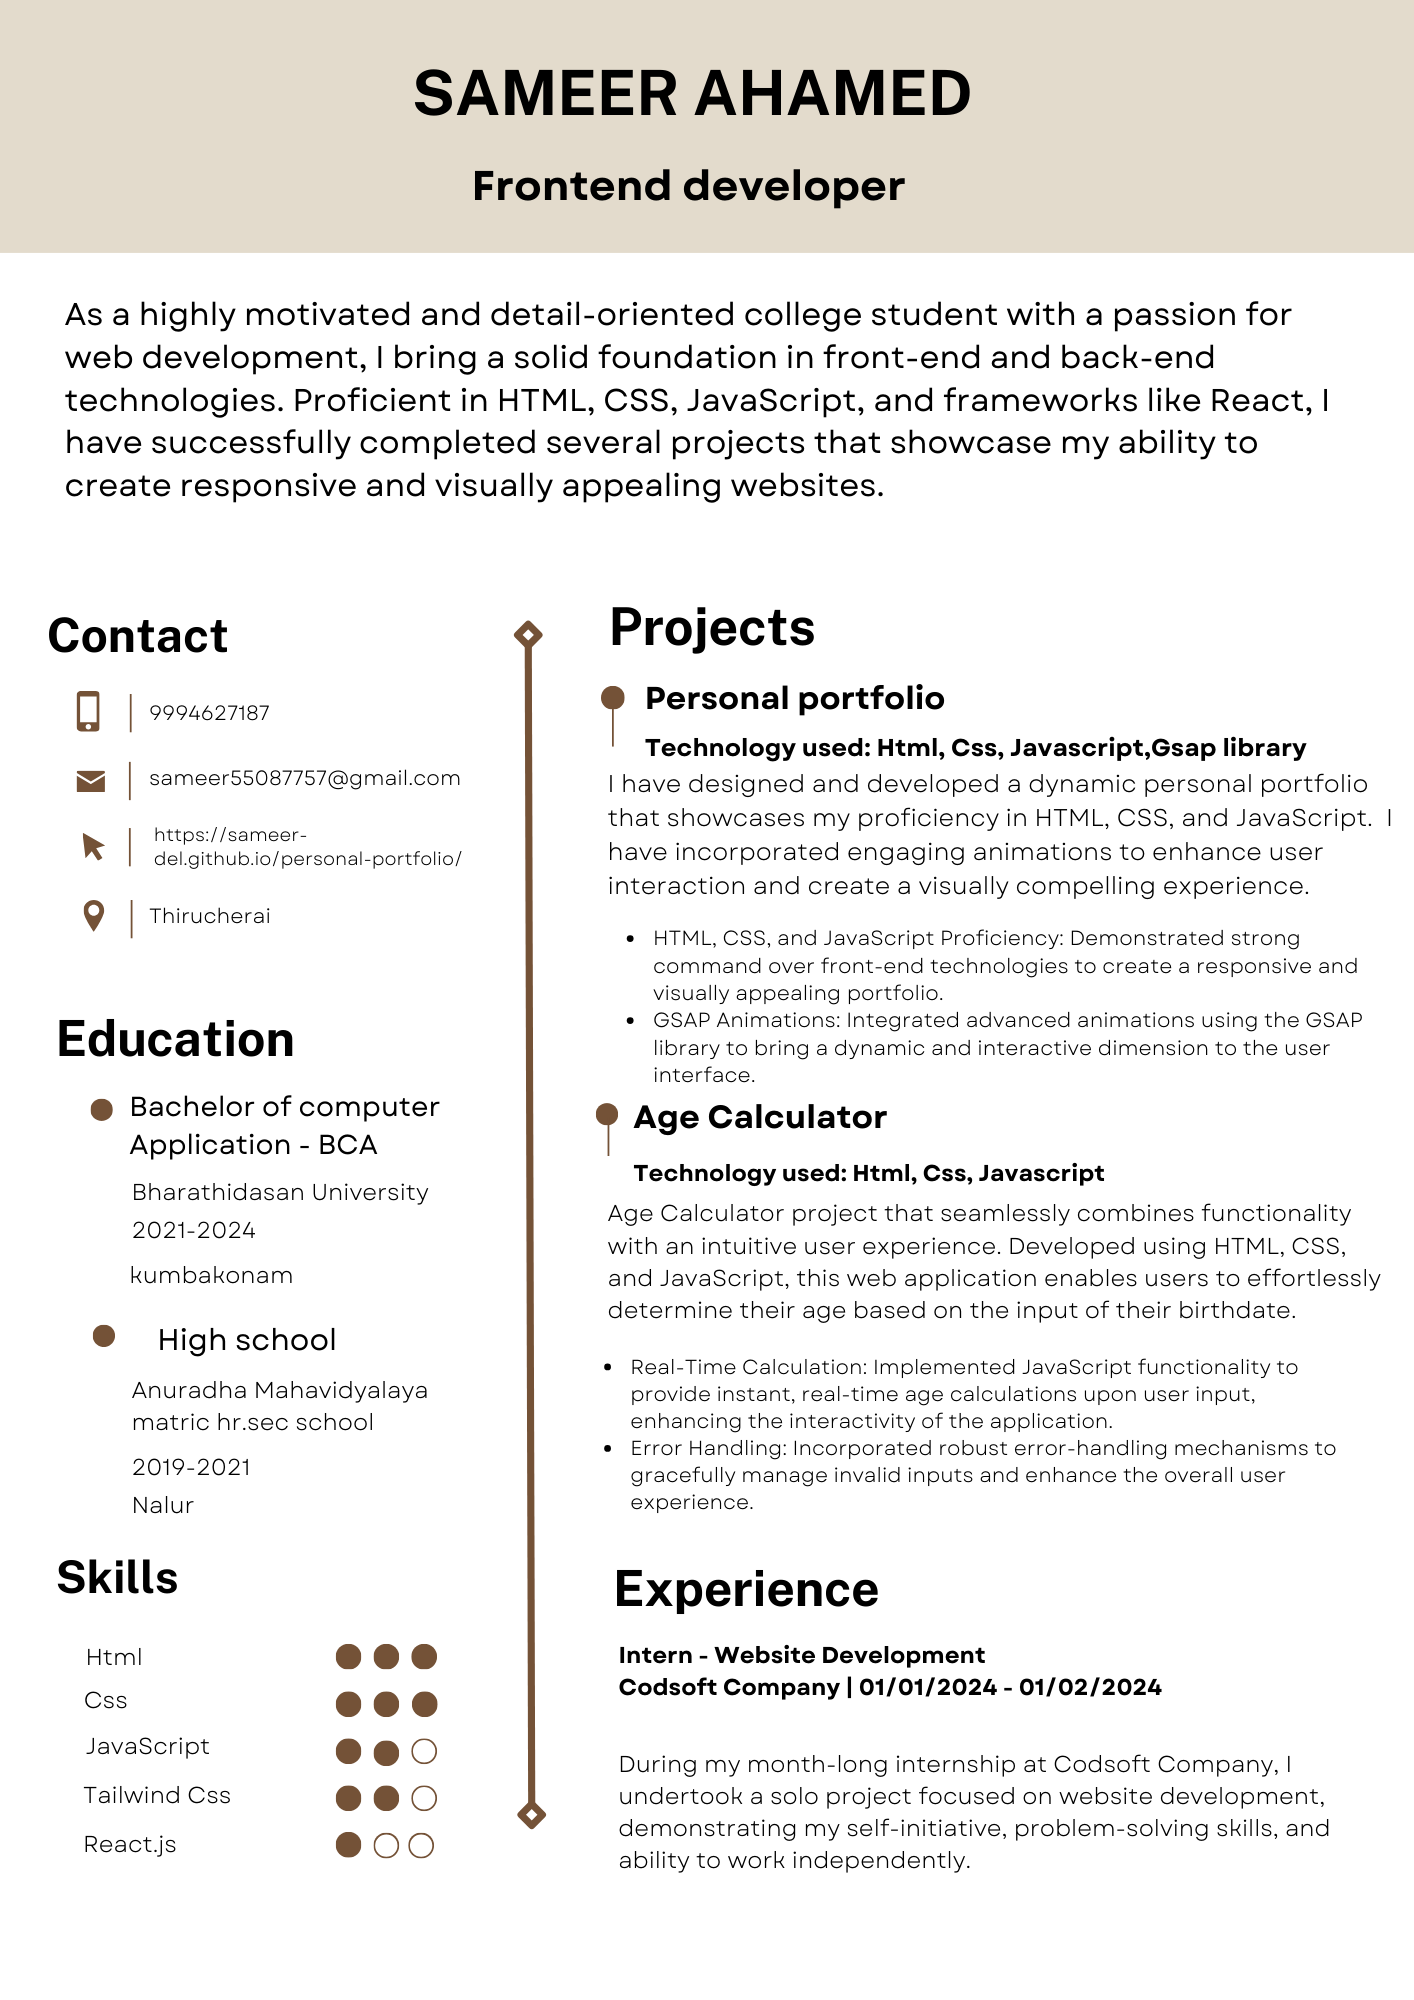 SAMEER AHAMED
Frontend developer
As a highly motivated and detail-oriented college student with a passion for
web development, I bring a solid foundation in front-end and back-end
technologies. Proficient in HTML, CSS, JavaScript, and frameworks like React, I
have successfully completed several projects that showcase my ability to
create responsive and visually appealing websites.
Contact
9994627187
sameer55087757@gmail.com
https://sameer-
del.github.io/personal-portfolio/
Thirucherai
Education
Bachelor of computer
Application - BCA
Bharathidasan University
2021-2024
kumbakonam
High school
Anuradha Mahavidyalaya
matric hr.sec school
2019-2021
Nalur
Skills
Html
Css
JavaScript
Tailwind Css
React.js
Projects
Personal portfolio
Technology used: Html, Css, Javascript,Gsap library
I have designed and developed a dynamic personal portfolio
that showcases my proficiency in HTML, CSS, and JavaScript.  I
have incorporated engaging animations to enhance user
interaction and create a visually compelling experience.
• HTML, CSS, and JavaScript Proficiency: Demonstrated strong
command over front-end technologies to create a responsive and
visually appealing portfolio.
• GSAP Animations: Integrated advanced animations using the GSAP
library to bring a dynamic and interactive dimension to the user
interface.
Age Calculator
Technology used: Html, Css, Javascript
Age Calculator project that seamlessly combines functionality
with an intuitive user experience. Developed using HTML, CSS,
and JavaScript, this web application enables users to effortlessly
determine their age based on the input of their birthdate.
• Real-Time Calculation: Implemented JavaScript functionality to
provide instant, real-time age calculations upon user input,
enhancing the interactivity of the application.
• Error Handling: Incorporated robust error-handling mechanisms to
gracefully manage invalid inputs and enhance the overall user
experience.
Experience
Intern - Website Development
Codsoft Company | 01/01/2024 - 01/02/2024
During my month-long internship at Codsoft Company, I
undertook a solo project focused on website development,
demonstrating my self-initiative, problem-solving skills, and
ability to work independently.